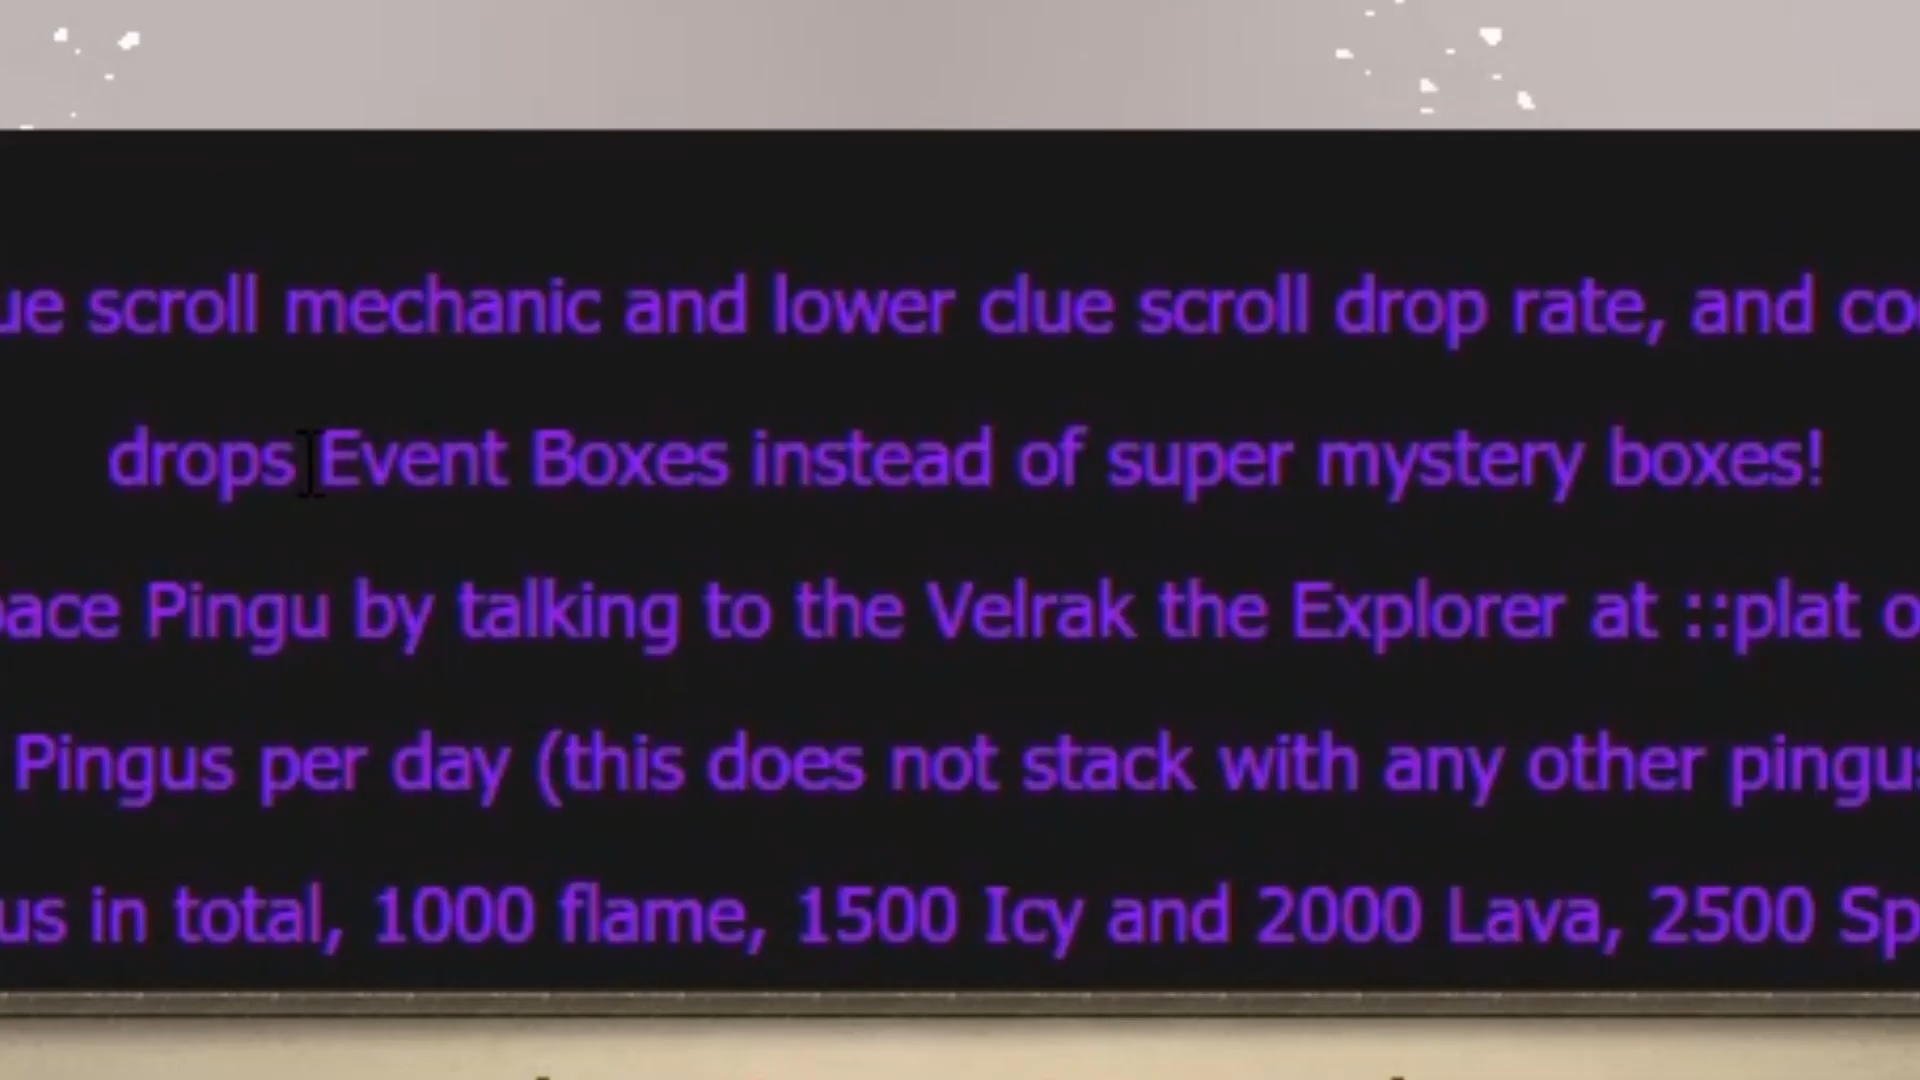 ue scroll mechanic and lower clue scroll drop rate, and co
drops Event Boxes instead of super mystery boxes!
pace Pingu by talking to the Velrak the Explorer at ::plat o
Pingus per day (this does not stack with any other pingus
us in total, 1000 flame, 1500 Icy and 2000 Lava, 2500 Sp